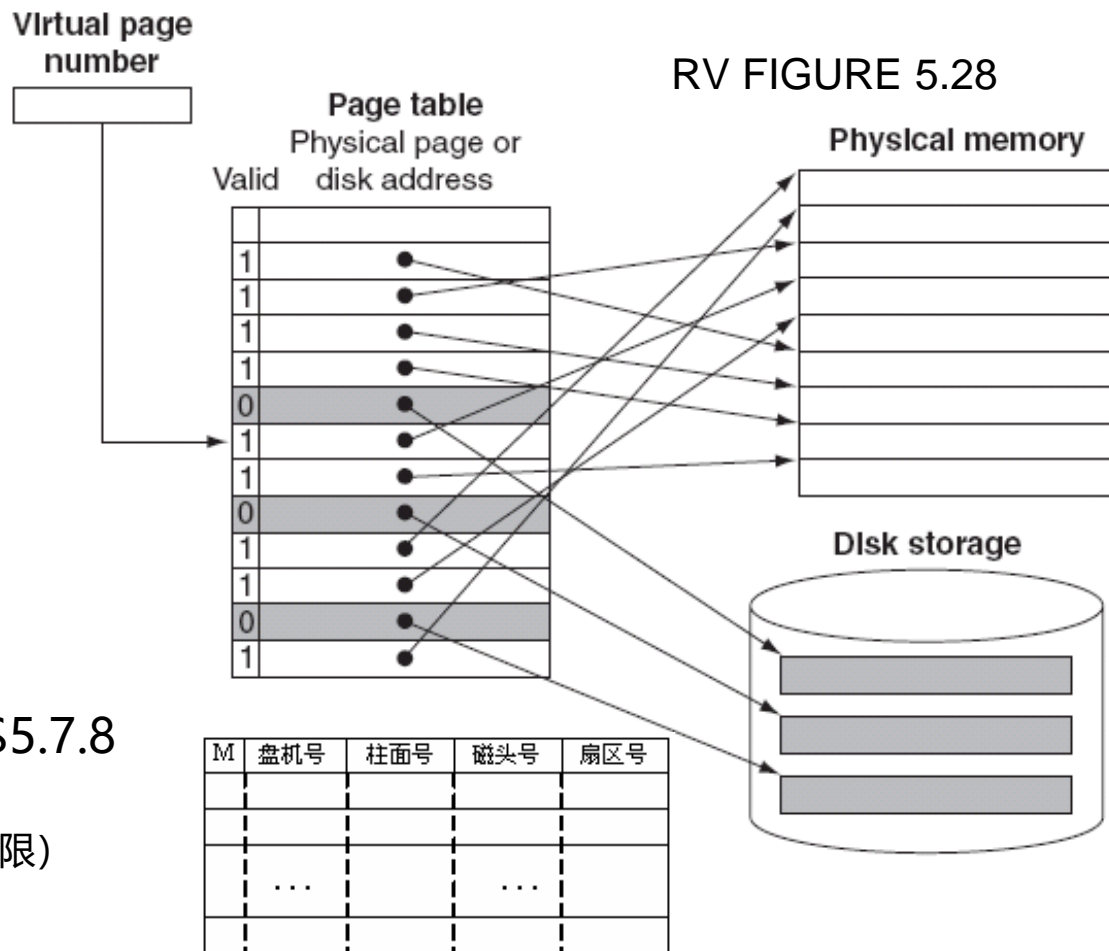 Virtual page
number
RV FIGURE 5.28
Page table
Physical page or
Valid disk address
Physical memory
1
1
1
1
0
1
1
0
1
1
0
1
Disk storage
5.7.8
限）
M 盘机号 柱面号 磁头号 扇区号
... ...